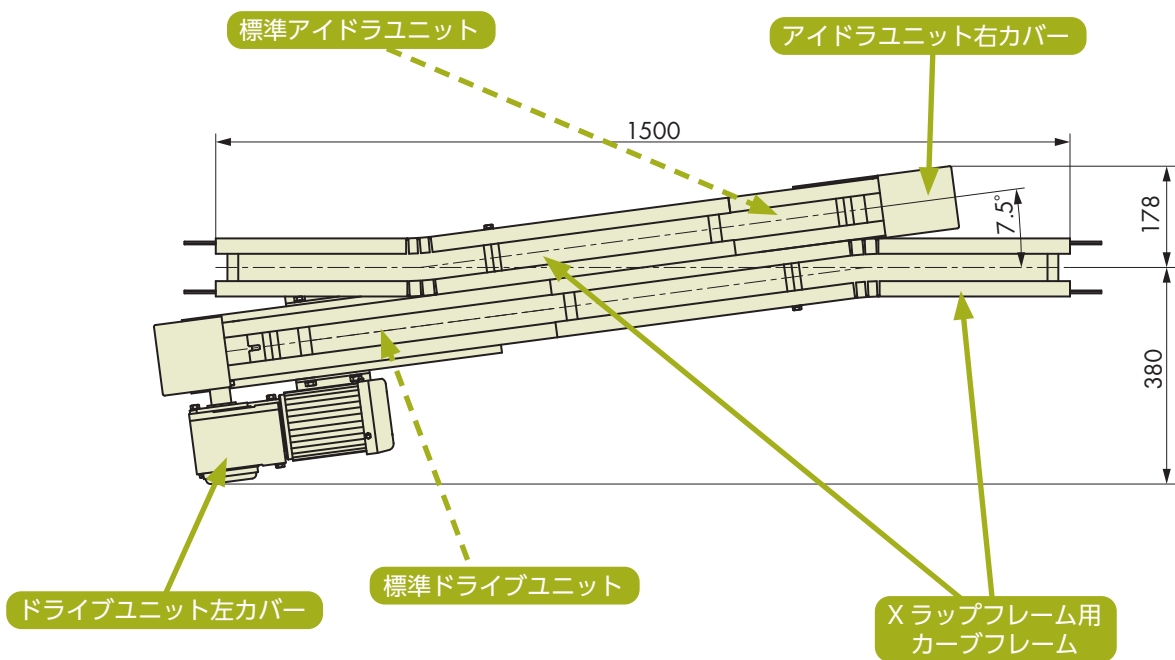 標準アイドラユニット
アイドラユニット右カバー
1500
7.5°
178
380
ドライブユニット左カバー
標準ドライブユニット
X ラップフレーム用
カーブフレーム